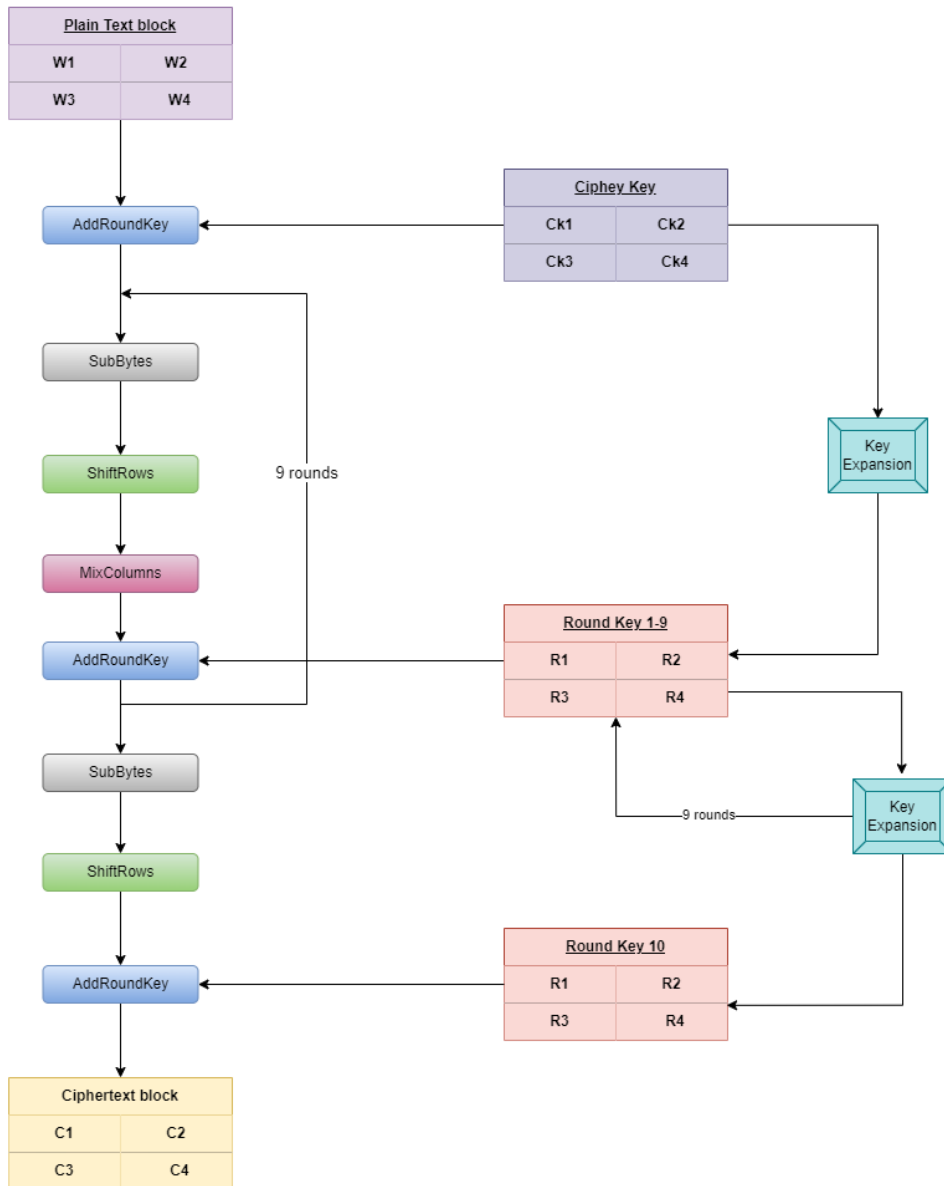 Plain Text block
W1 W2
W3 W4
Ciphey Key
AddRoundKey
Ck1 Ck2
Ck3 Ck4
SubBytes
Key
Expansion
ShiftRows
9 rounds
MixColumns
Round Key 1-9
AddRoundKey
R1 R2
R3 R4
SubBytes
Key
Expansion
9 rounds
ShiftRows
Round Key 10
AddRoundKey
R1 R2
R3 R4
Ciphertext block
C1 C2
C3 C4